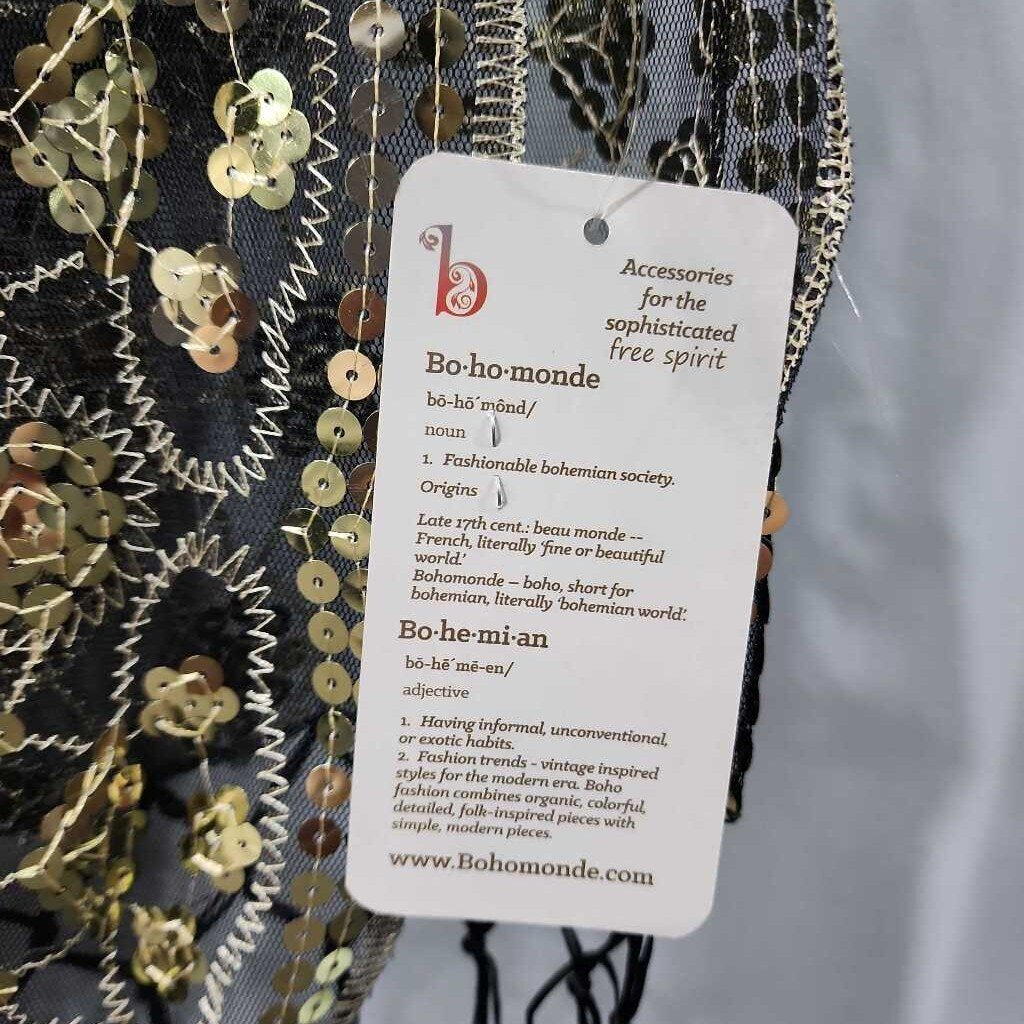 b
Accessories
for the
sophisticated
free spirit
Bo·ho·monde
bō-hō´mônd/
noun
1. Fashionable bohemian society.
Origins
Late 17th cent.: beau monde --
French, literally ‘fine or beautiful
world.’
Bohomonde – boho, short for
bohemian, literally ‘bohemian world’.
Bo·he·mi·an
bō-hē´mē-en/
adjective
1. Having informal, unconventional,
or exotic habits.
2. Fashion trends - vintage inspired
styles for the modern era. Boho
fashion combines organic, colorful,
detailed, folk-inspired pieces with
simple, modern pieces.
www.Bohomonde.com